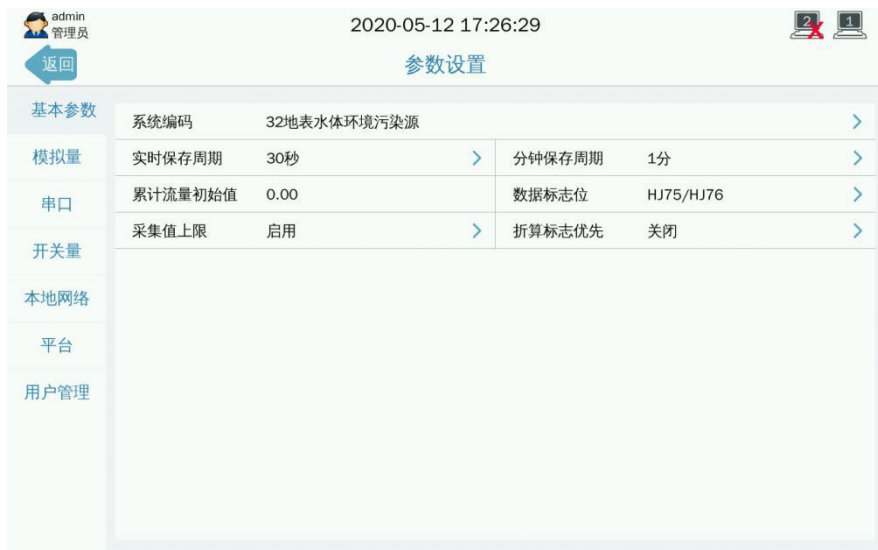 admin
管理员
2020-05-12 17:26:29
2
1
返回
参数设置
基本参数
模拟量
串口
开关量
本地网络
平台
用户管理
系统编码 32地表水体环境污染源
实时保存周期 30秒 分钟保存周期 1分
累计流量初始值 0.00 数据标志位 HJ75/HJ76
采集值上限 启用 折算标志优先 关闭